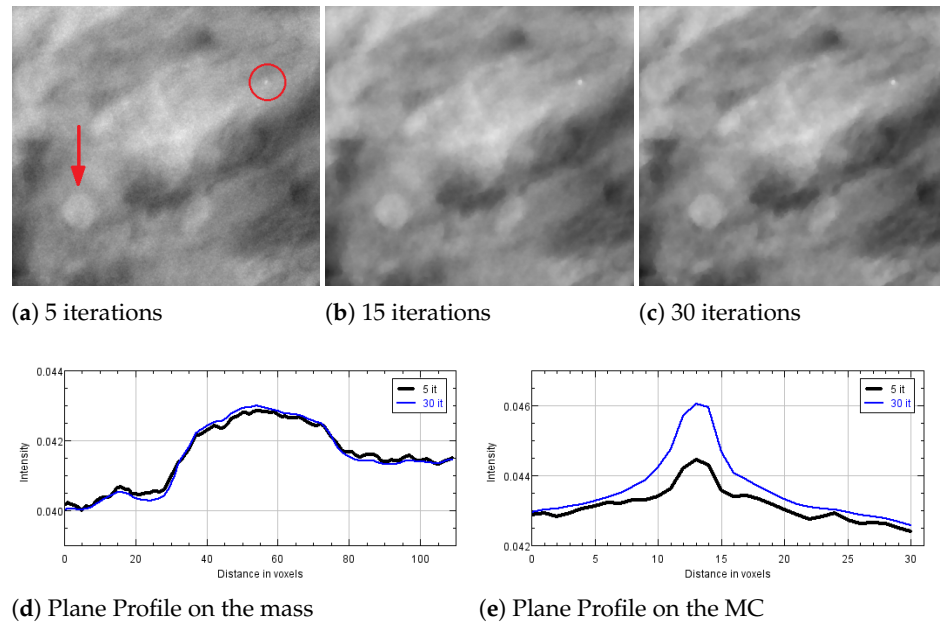 (a) 5 iterations
(b) 15 iterations
(c) 30 iterations
0.044
0.042
0.040
Intensity
5 it
30 it
0 20 40 60 80 100
Distance in voxels
(d) Plane Profile on the mass
0.046
0.044
0.042
Intensity
5 it
30 it
0 5 10 15 20 25 30
Distance in voxels
(e) Plane Profile on the MC